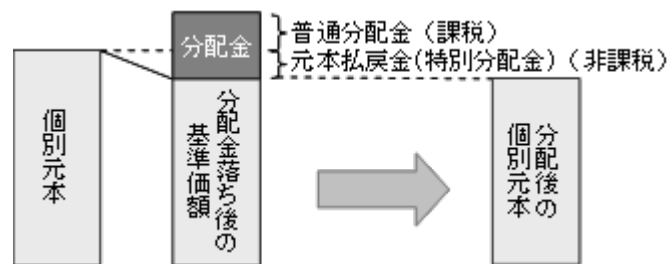 分配金
普通分配金（課税）
元本払戻金(特別分配金)（非課税）
個別元本
分配金落ち後の
基準価額
分配後の
個別元本